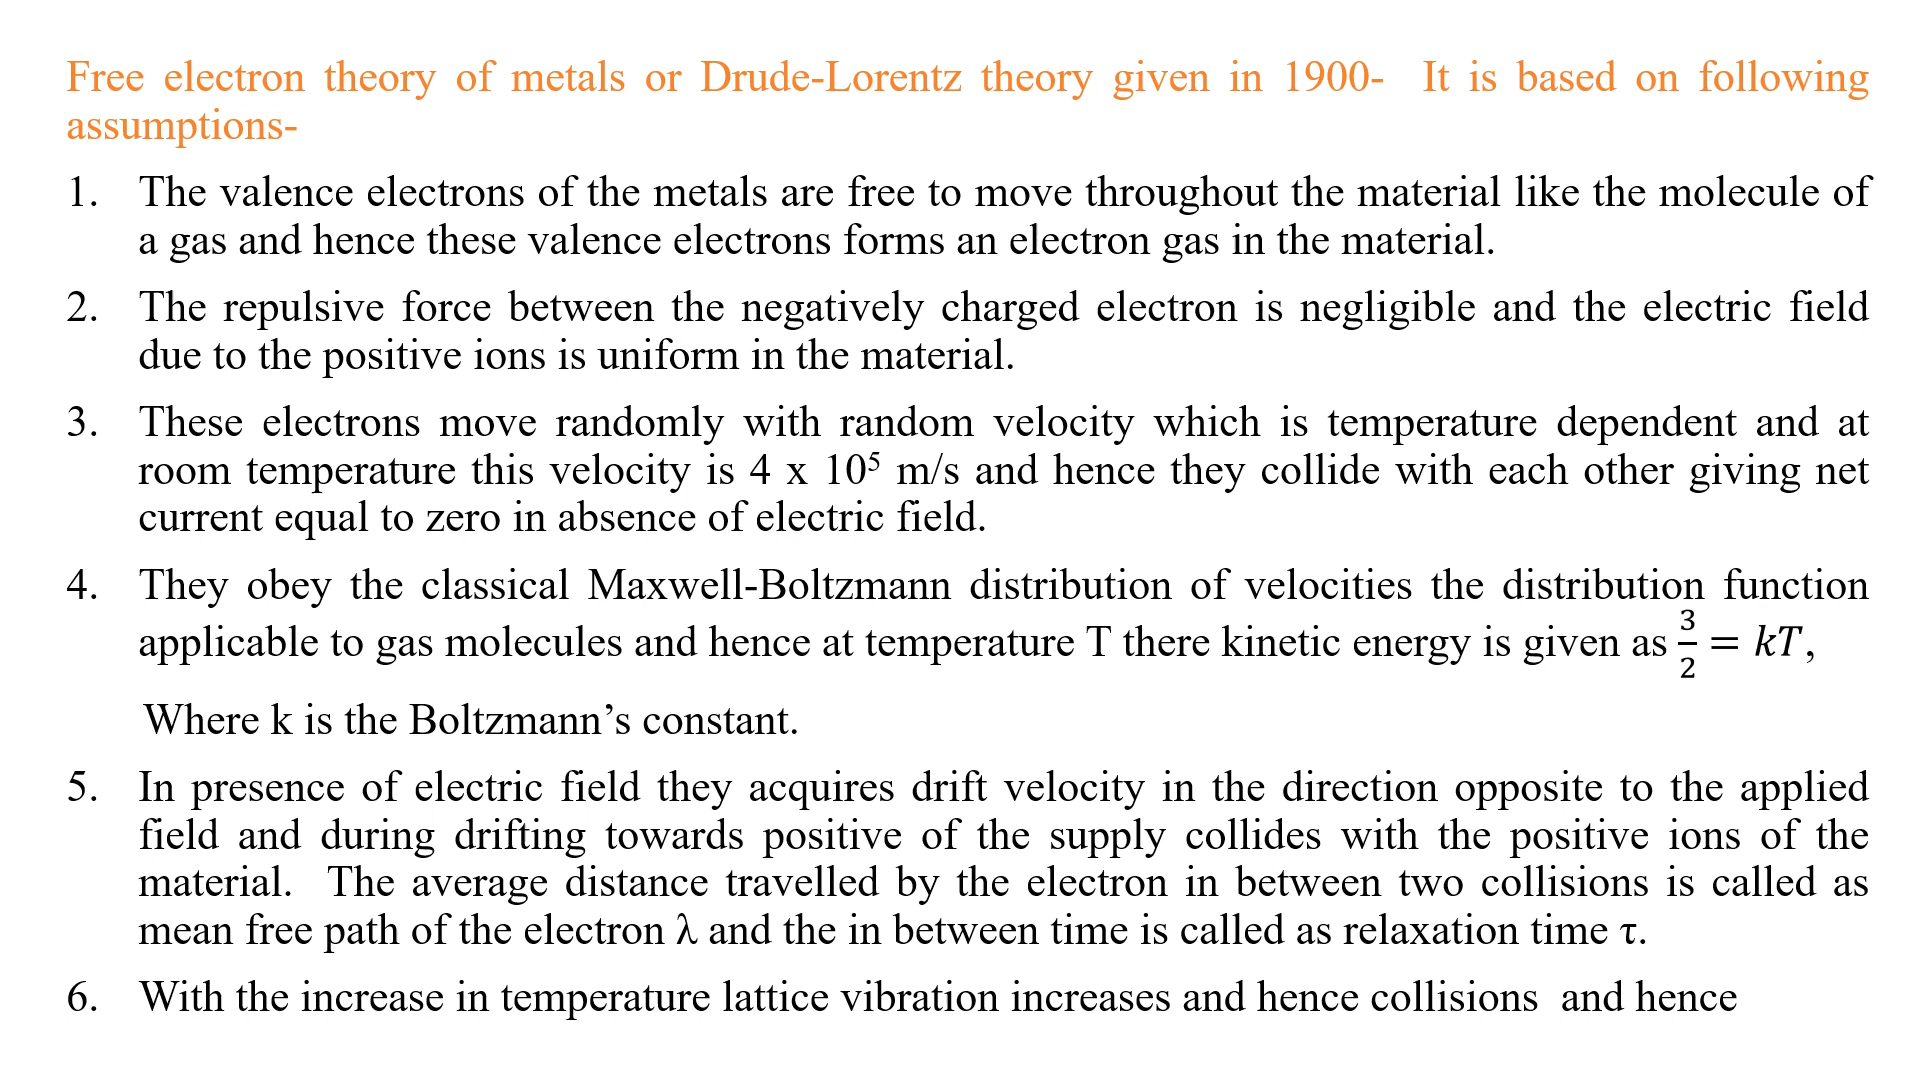 Free electron theory of metals or Drude-Lorentz theory given in 1900- It is based on following
assumptions-
1. The valence electrons of the metals are free to move throughout the material like the molecule of
a gas and hence these valence electrons forms an electron gas in the material.
2. The repulsive force between the negatively charged electron is negligible and the electric field
due to the positive ions is uniform in the material.
3. These electrons move randomly with random velocity which is temperature dependent and at
room temperature this velocity is 4 x 10⁵ m/s and hence they collide with each other giving net
current equal to zero in absence of electric field.
4. They obey the classical Maxwell-Boltzmann distribution of velocities the distribution function
applicable to gas molecules and hence at temperature T there kinetic energy is given as 3/2 = kT,
Where k is the Boltzmann’s constant.
5. In presence of electric field they acquires drift velocity in the direction opposite to the applied
field and during drifting towards positive of the supply collides with the positive ions of the
material. The average distance travelled by the electron in between two collisions is called as
mean free path of the electron λ and the in between time is called as relaxation time τ.
6. With the increase in temperature lattice vibration increases and hence collisions and hence